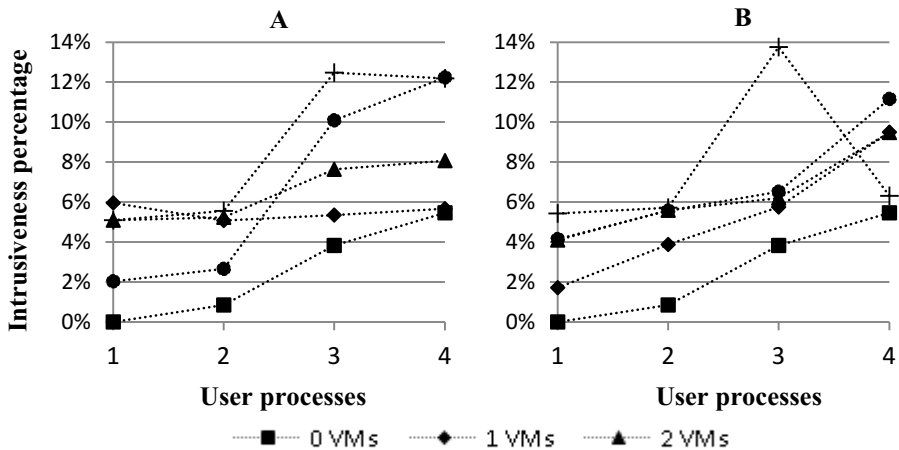 A
B
Intrusiveness percentage
14%
12%
10%
8%
6%
4%
2%
0%
1 2 3 4
User processes
14%
12%
10%
8%
6%
4%
2%
0%
1 2 3 4
User processes
0 VMs 1 VMs 2 VMs